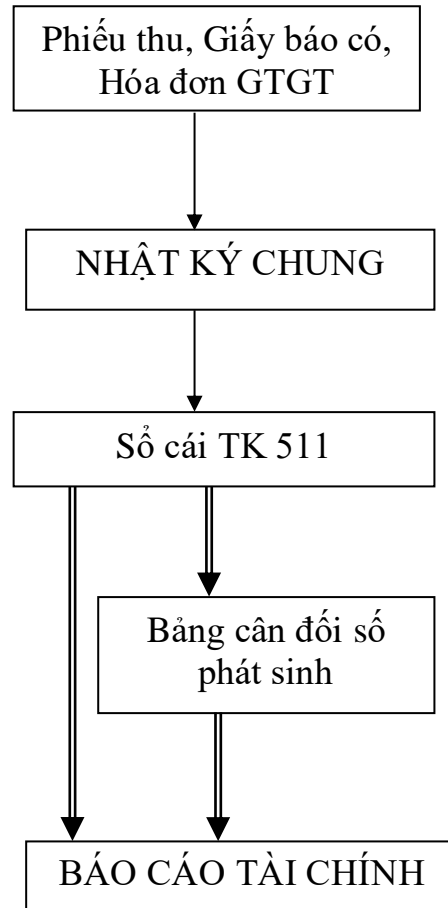 Phiếu thu, Giấy báo có,
Hóa đơn GTGT
NHẬT KÝ CHUNG
Sổ cái TK 511
Bảng cân đối số
phát sinh
BÁO CÁO TÀI CHÍNH